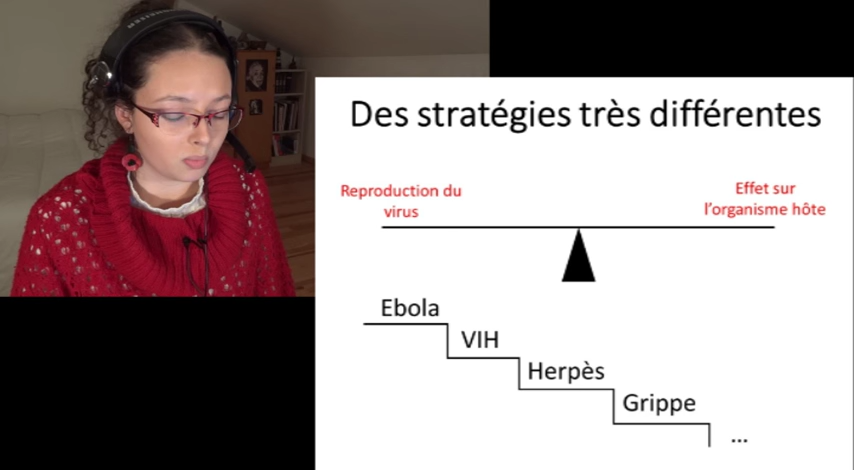 Des stratégies très différentes
Reproduction du
virus
Effet sur
l'organisme hôte
Ebola
VIH
Herpès
Grippe
...